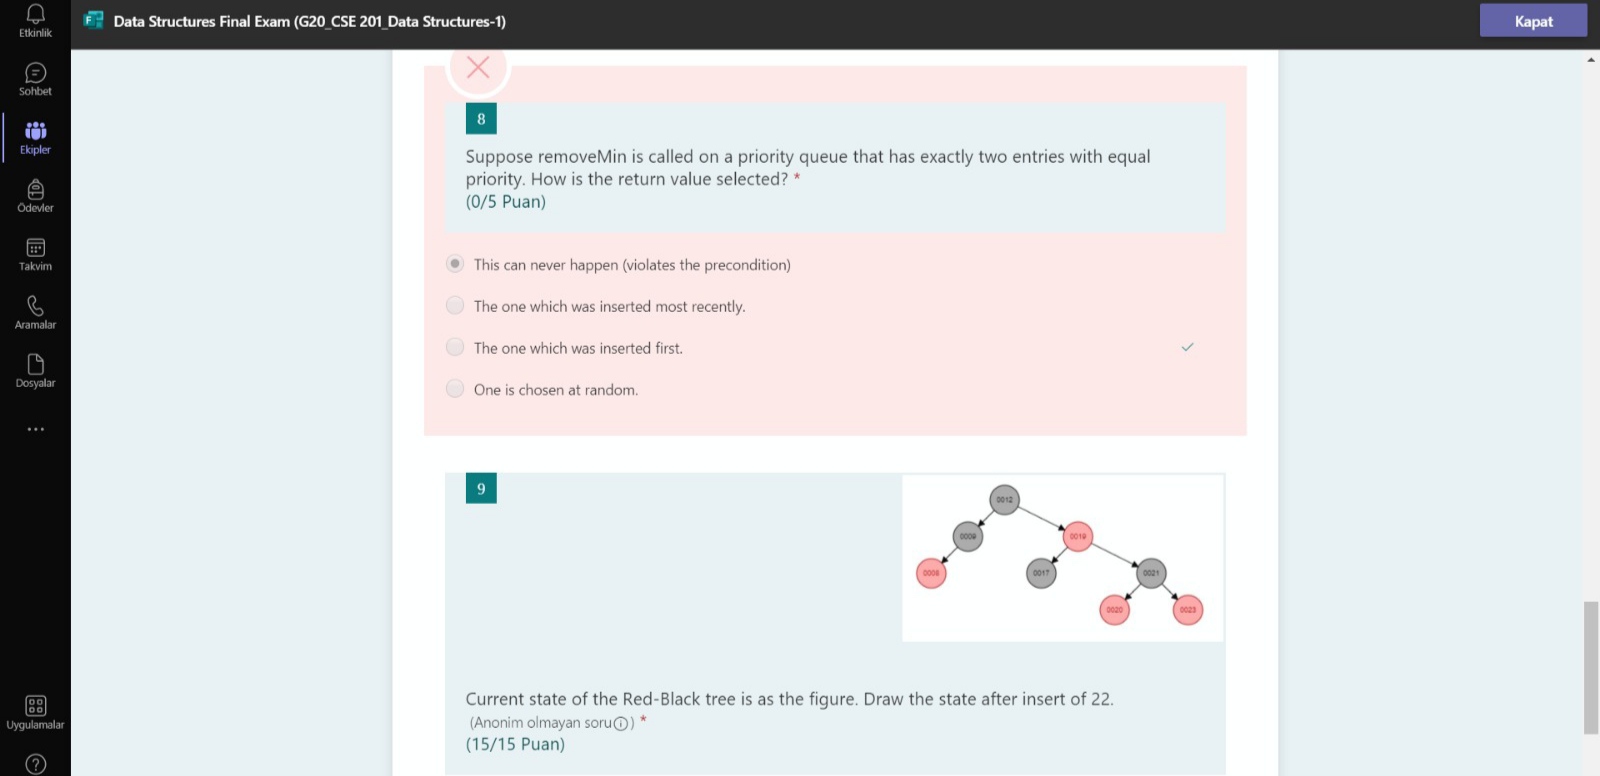 Data Structures Final Exam (G20_CSE 201_Data Structures-1)
Kapat
Etkinlik
Sohbet
Ekipler
Ödevler
Takvim
Aramalar
Dosyalar
...
Uygulamalar
8
Suppose removeMin is called on a priority queue that has exactly two entries with equal
priority. How is the return value selected? *
(0/5 Puan)
This can never happen (violates the precondition)
The one which was inserted most recently.
The one which was inserted first.
One is chosen at random.
9
0012
0019
0017
0021
0020
0023
Current state of the Red-Black tree is as the figure. Draw the state after insert of 22.
(Anonim olmayan soru) *
(15/15 Puan)